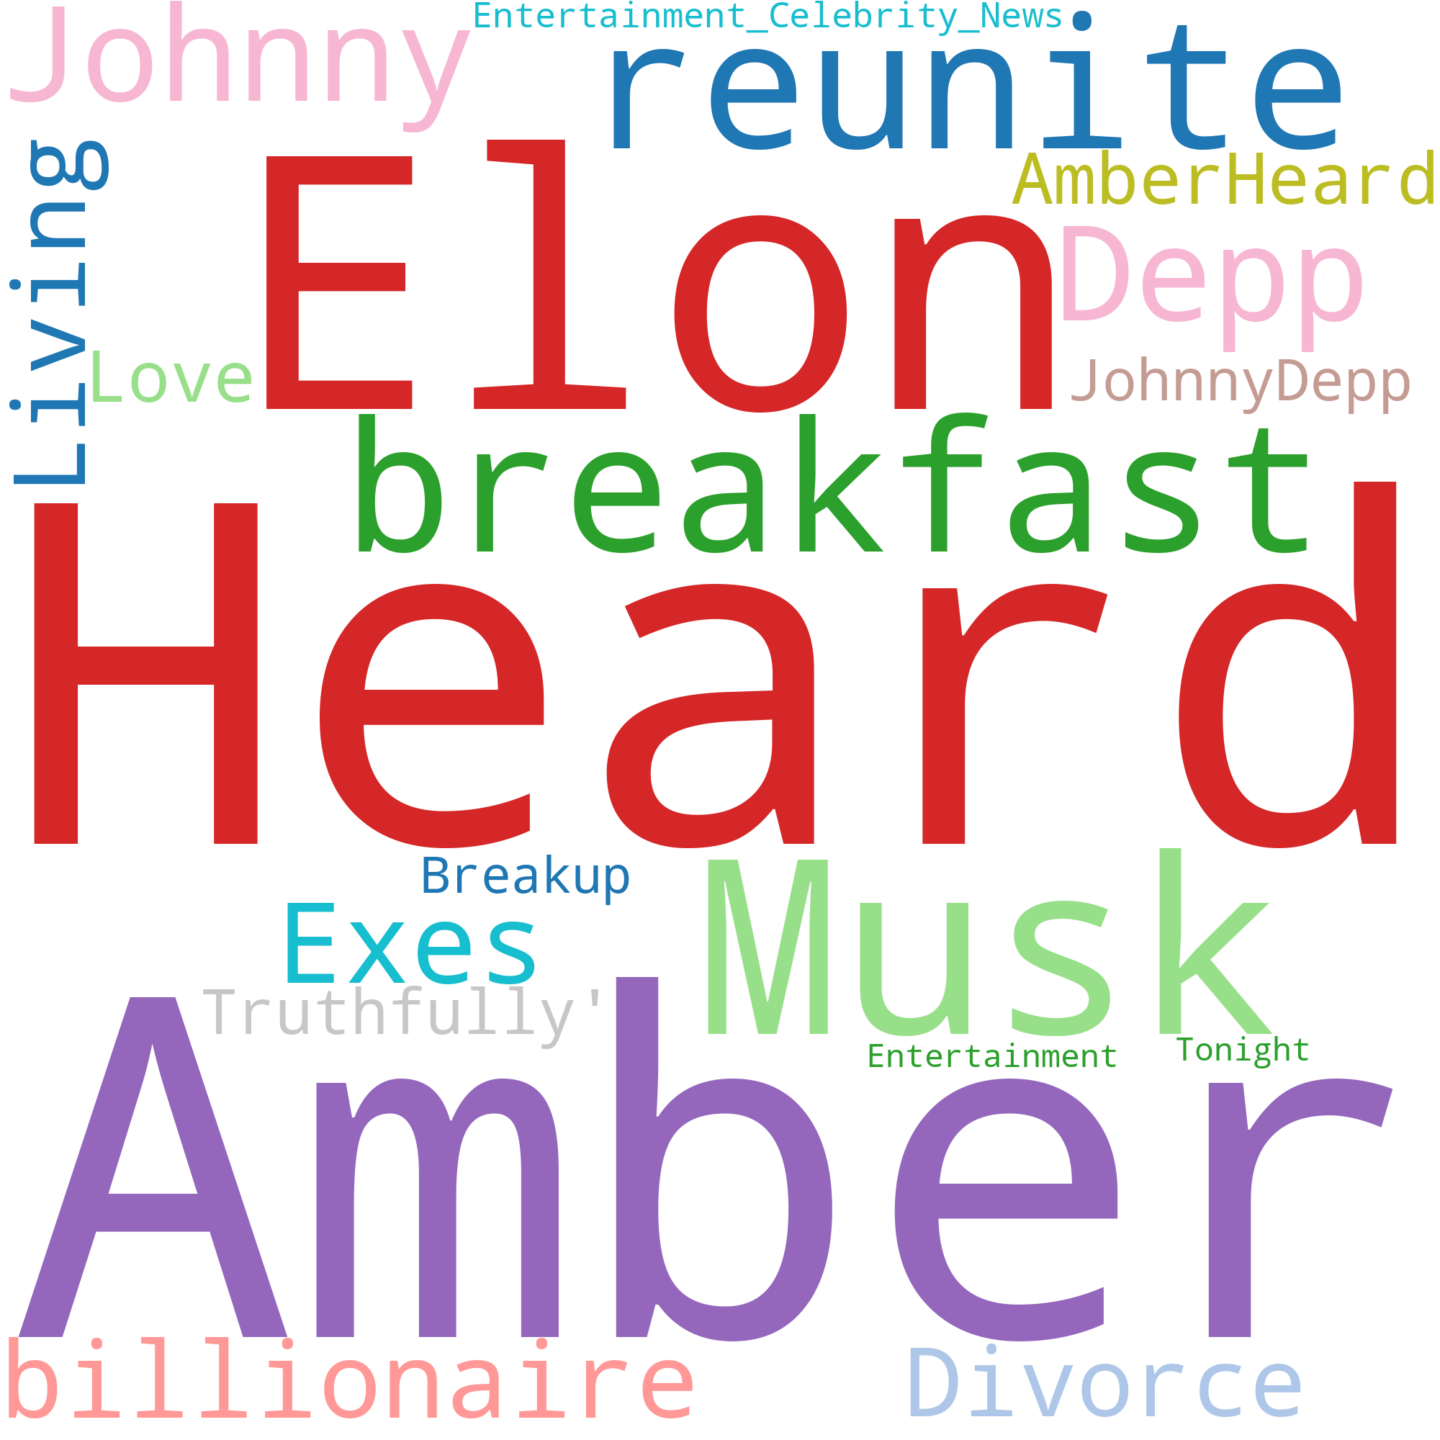 Entertainment_Celebrity_News
Johnny
reunite
Living
AmberHeard
Elon
Depp
Love
JohnnyDepp
breakfast
Heard
Breakup
Musk
Exes
Truthfully'
Entertainment
Tonight
Amber
billionaire
Divorce